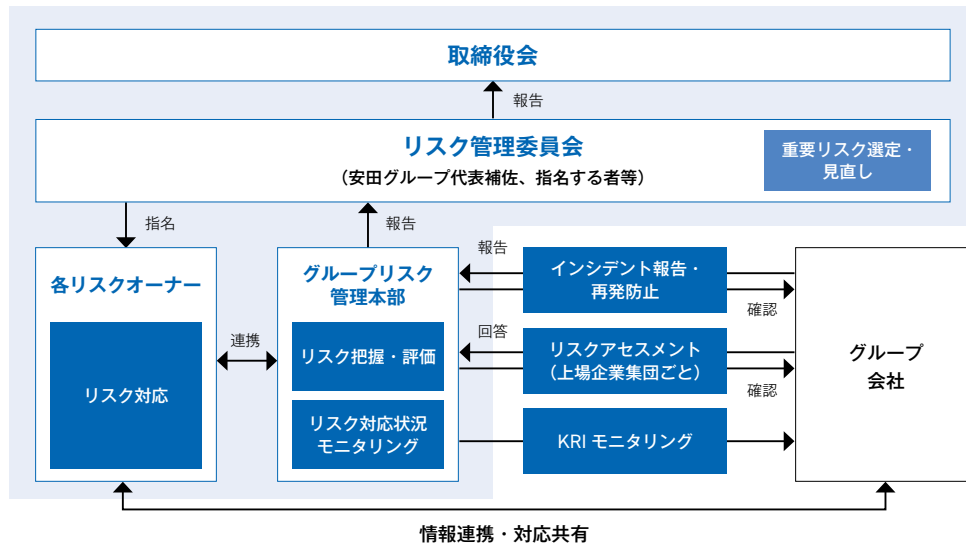 取締役会
報告
リスク管理委員会
（安田グループ代表補佐、指名する者等）
重要リスク選定・
見直し
指名
報告
各リスクオーナー
リスク対応
連携
グループリスク
管理本部
リスク把握・評価
リスク対応状況
モニタリング
報告
インシデント報告・
再発防止
確認
回答
リスクアセスメント
（上場企業集団ごと）
確認
KRI モニタリング
グループ
会社
情報連携・対応共有